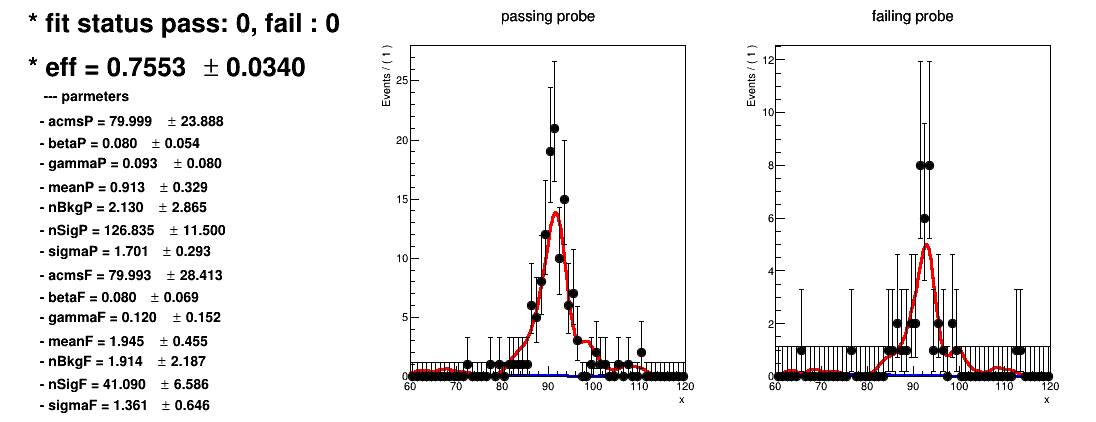 * fit status pass: 0, fail : 0
* eff = 0.7553 ± 0.0340
--- parmeters
- acmsP = 79.999 ± 23.888
- betaP = 0.080 ± 0.054
- gammaP = 0.093 ± 0.080
- meanP = 0.913 ± 0.329
- nBkgP = 2.130 ± 2.865
- nSigP = 126.835 ± 11.500
- sigmaP = 1.701 ± 0.293
- acmsF = 79.993 ± 28.413
- betaF = 0.080 ± 0.069
- gammaF = 0.120 ± 0.152
- meanF = 1.945 ± 0.455
- nBkgF = 1.914 ± 2.187
- nSigF = 41.090 ± 6.586
- sigmaF = 1.361 ± 0.646
passing probe
Events / ( 1 )
25
20
15
10
5
0
60 70 80 90 100 110 120
x
failing probe
Events / ( 1 )
12
10
8
6
4
2
0
60 70 80 90 100 110 120
x